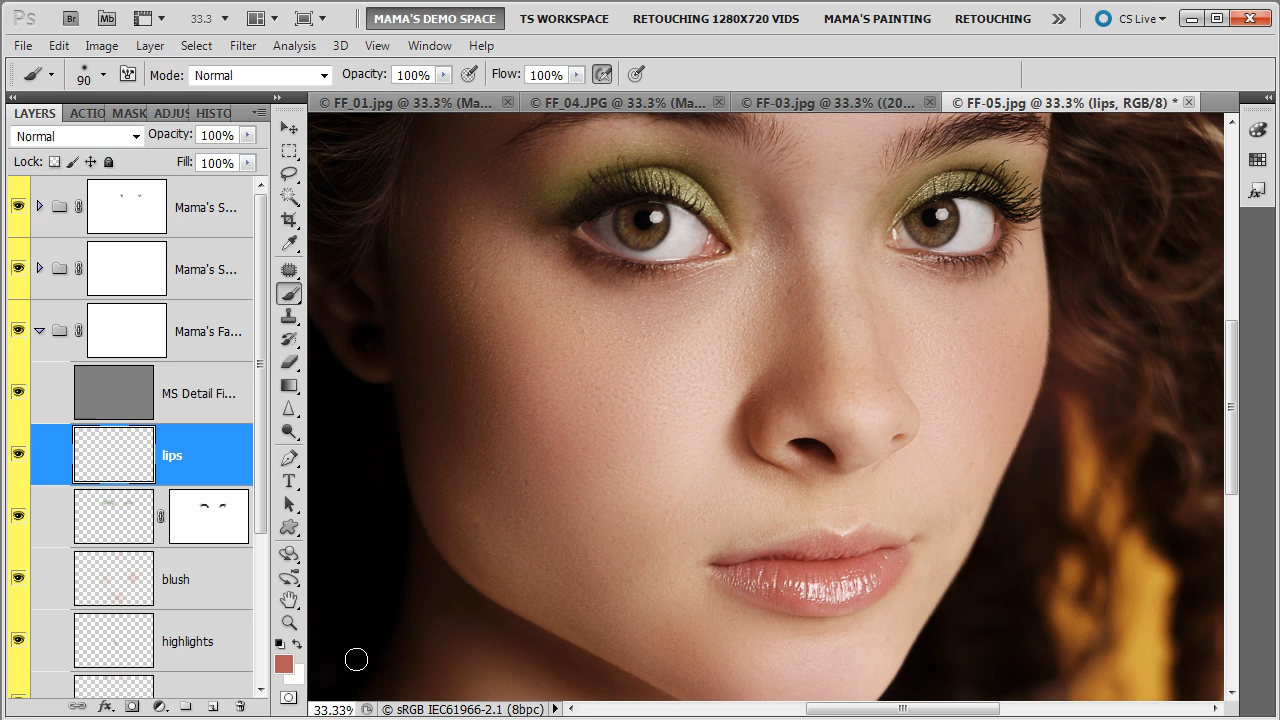 Ps Br Mb 33.3 MAMA'S DEMO SPACE TS WORKSPACE RETOUCHING 1280X720 VIDS MAMA'S PAINTING RETOUCHING CS Live
File Edit Image Layer Select Filter Analysis 3D View Window Help
90 Mode: Normal Opacity: 100% Flow: 100%
© FF_01.jpg @ 33.3% (Ma... © FF_04.JPG @ 33.3% (Ma... © FF-03.jpg @ 33.3% ((20... © FF-05.jpg @ 33.3% (lips, RGB/8) *
LAYERS ACTIO MASK ADJUS HISTO
Normal Opacity: 100%
Lock: Fill: 100%
Mama's S...
Mama's S...
Mama's Fa...
MS Detail Fi...
lips
blush
highlights
fx
33.33% © sRGB IEC61966-2.1 (8bpc)